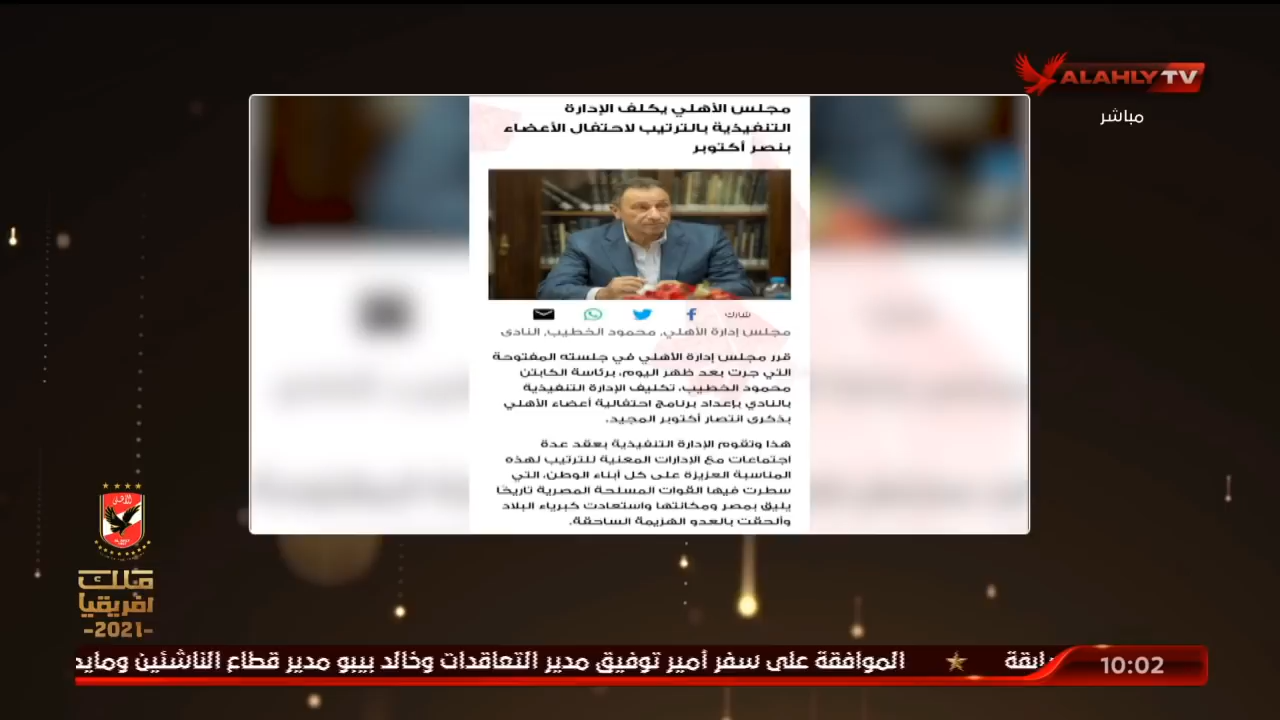 ALAHLY TV
مباشر
مجلس الأهلي يكلف الإدارة
التنفيذية بالترتيب لاحتفال الأعضاء
بنصر أكتوبر
شارك
مجلس إدارة الأهلي, محمود الخطيب, النادى
قرر مجلس إدارة الأهلي في جلسته المفتوحة
التي جرت بعد ظهر اليوم، برئاسة الكابتن
محمود الخطيب، تكليف الإدارة التنفيذية
بالنادي بإعداد برنامج احتفالية أعضاء الأهلي
بذكرى انتصار أكتوبر المجيد.
هذا وتقوم الإدارة التنفيذية بعقد عدة
اجتماعات مع الإدارات المعنية للترتيب لهذه
المناسبة العزيزة على كل أبناء الوطن، التي
سطرت فيها القوات المسلحة المصرية تاريخًا
يليق بمصر ومكانتها واستعادت كبرياء البلاد
وألحقت بالعدو الهزيمة الساحقة.
ملك
افريقيا
-2021-
الموافقة على سفر أمير توفيق مدير التعاقدات وخالد بيبو مدير قطاع الناشئين
10:02